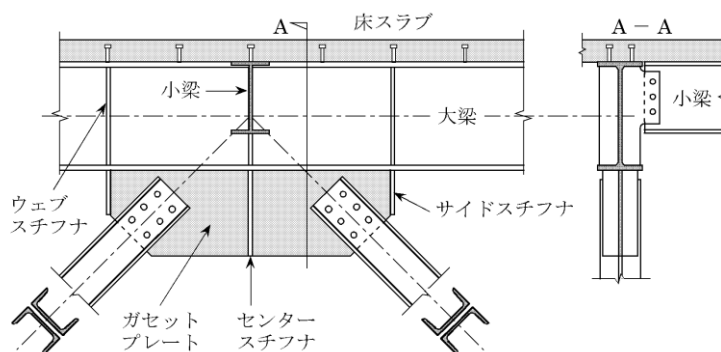 A
床スラブ
A－A
小梁
大梁
小梁
ウェブ
スチフナ
サイドスチフナ
ガセット
プレート
センター
スチフナ